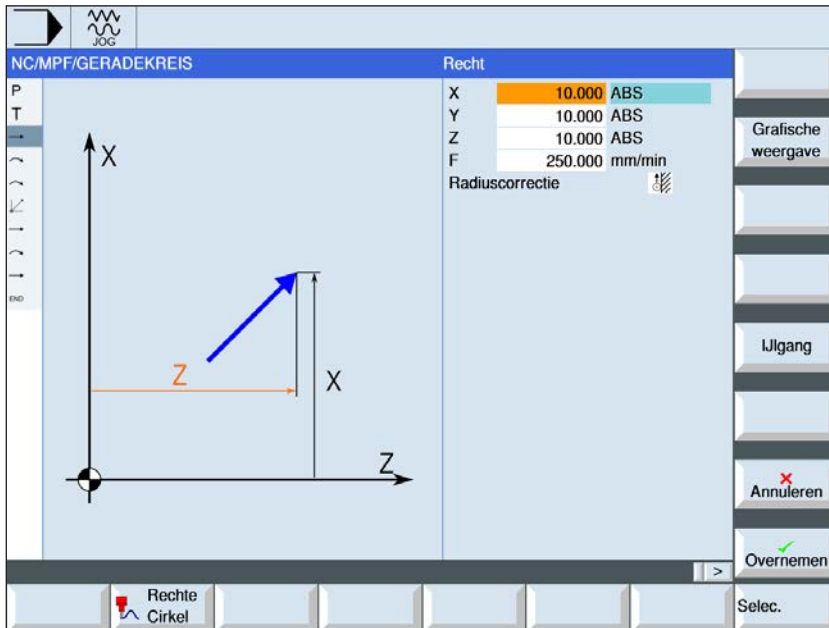 JOG
NC/MPF/GERADEKREIS
Recht
P
T
END
X
Z
X
Z
X 10.000 ABS
Y 10.000 ABS
Z 10.000 ABS
F 250.000 mm/min
Radiuscorrectie
Grafische
weergave
IJlgang
Annuleren
Overnemen
>
Rechte
Cirkel
Selec.